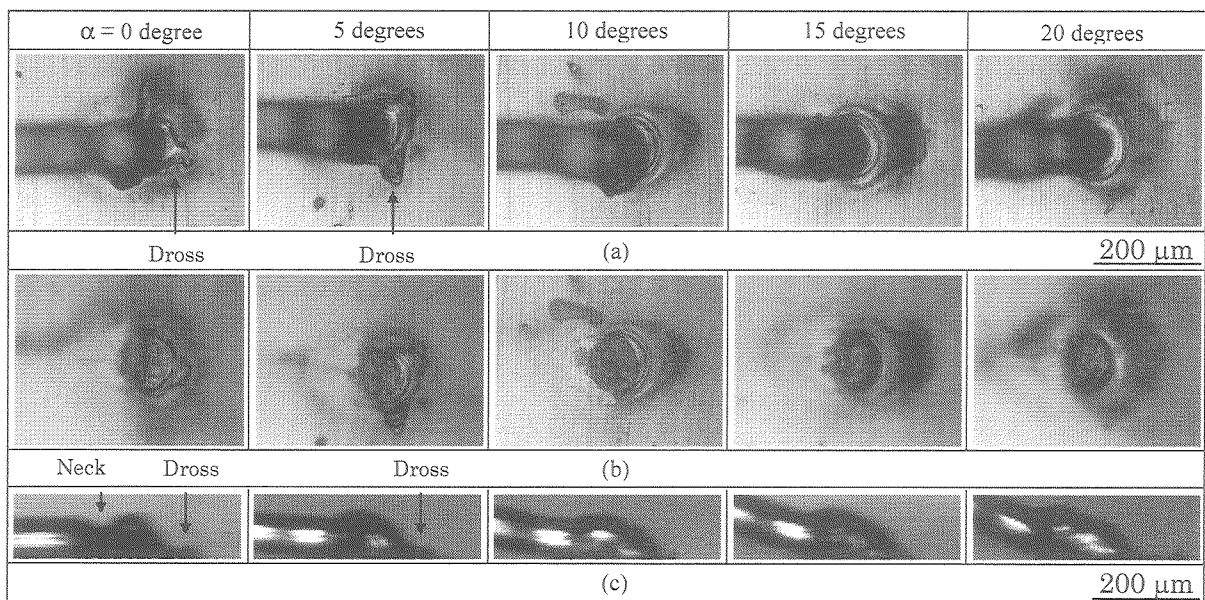 α = 0 degree 5 degrees 10 degrees 15 degrees 20 degrees
Dross Dross (a) 200 µm
Neck Dross Dross (b)
(c) 200 µm